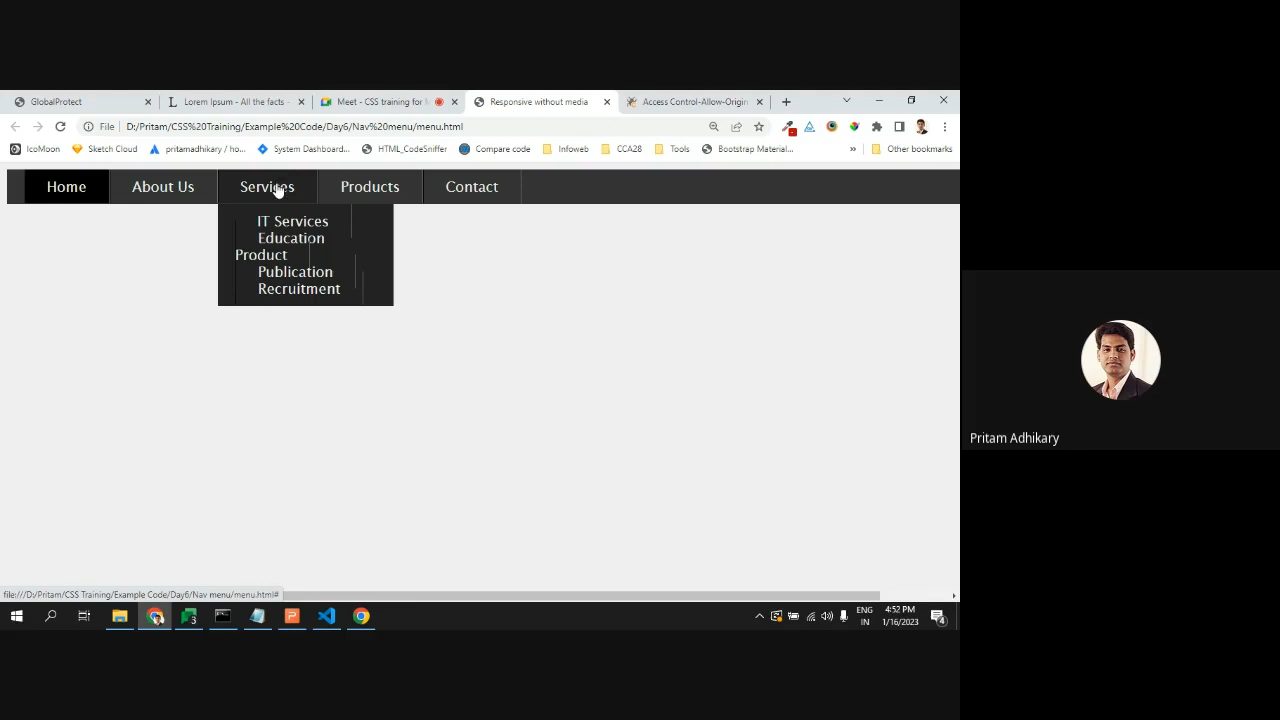 GlobalProtect
Lorem Ipsum - All the facts -
Meet - CSS training for
Responsive without media
Access Control-Allow-Origin
File D:/Pritam/CSS%20Training/Example%20Code/Day6/Nav%20menu/menu.html
IcoMoon Sketch Cloud pritamadhikary / ho... System Dashboard... HTML_CodeSniffer Compare code Infoweb CCA28 Tools Bootstrap Material... » Other bookmarks
Home About Us Services Products Contact
IT Services
Education
Product
Publication
Recruitment
Pritam Adhikary
file:///D:/Pritam/CSS Training/Example Code/Day6/Nav menu/menu.html#
ENG
IN
4:52 PM
1/16/2023
4